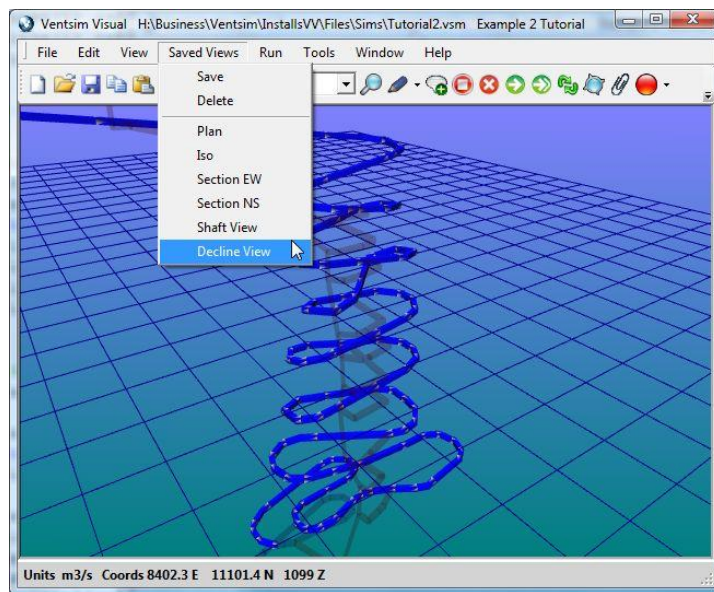 Ventsim Visual H:\Business\Ventsim\InstallsVV\Files\Sims\Tutorial2.vsm Example 2 Tutorial
File Edit View Saved Views Run Tools Window Help
Save
Delete
Plan
Iso
Section EW
Section NS
Shaft View
Decline View
Units m3/s Coords 8402.3 E 11101.4 N 1099 Z